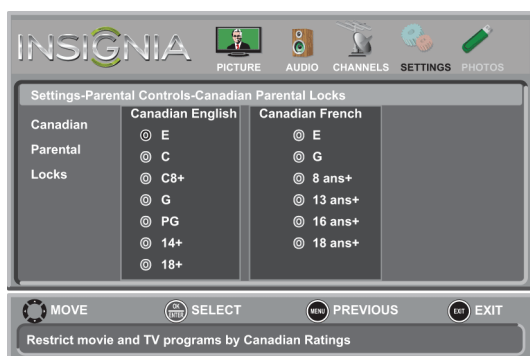 INSIGNIA
PICTURE
AUDIO
CHANNELS
SETTINGS
PHOTOS
Settings-Parental Controls-Canadian Parental Locks
Canadian
Parental
Locks
Canadian English
E
C
C8+
G
PG
14+
18+
Canadian French
E
G
8 ans+
13 ans+
16 ans+
18 ans+
MOVE
OK
ENTER
SELECT
MENU
PREVIOUS
EXIT
EXIT
Restrict movie and TV programs by Canadian Ratings